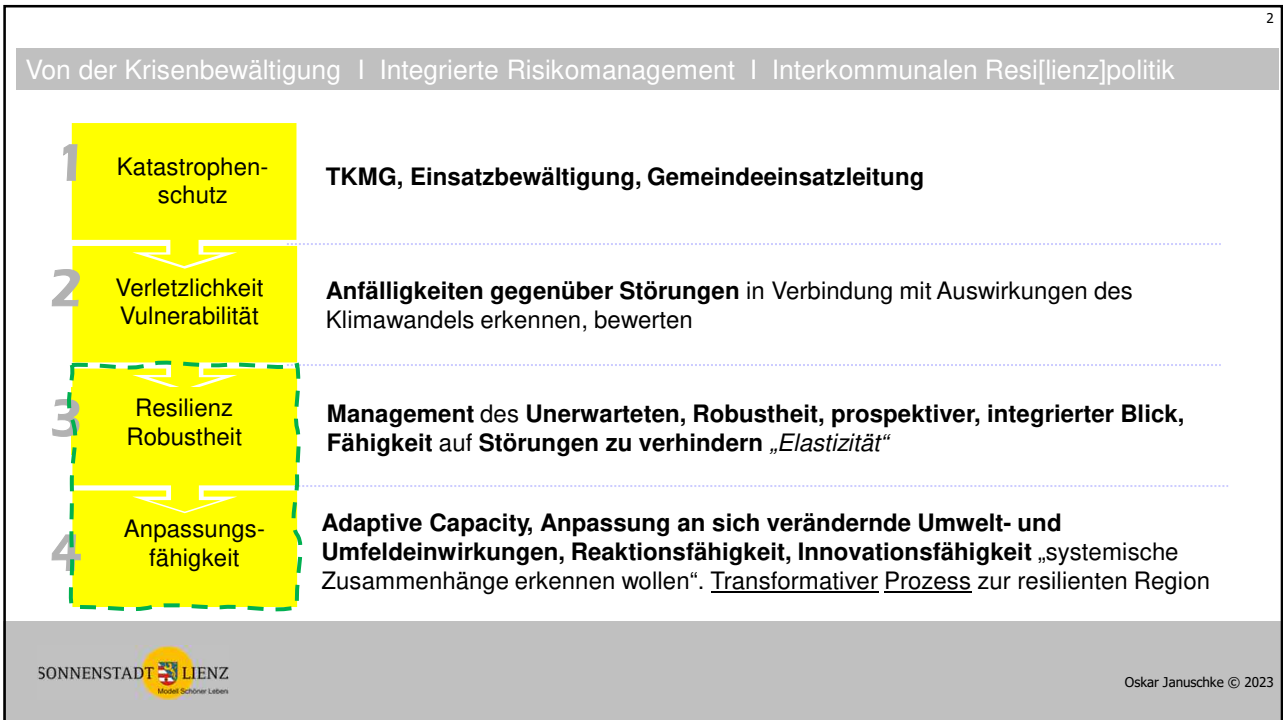 2
Von der Krisenbewältigung I Integrierte Risikomanagement I Interkommunalen Resi[lienz]politik
1
Katastrophen-
schutz
TKMG, Einsatzbewältigung, Gemeindeeinsatzleitung
2
Verletzlichkeit
Vulnerabilität
Anfälligkeiten gegenüber Störungen in Verbindung mit Auswirkungen des
Klimawandels erkennen, bewerten
3
Resilienz
Robustheit
Management des Unerwarteten, Robustheit, prospektiver, integrierter Blick,
Fähigkeit auf Störungen zu verhindern „Elastizität“
4
Anpassungs-
fähigkeit
Adaptive Capacity, Anpassung an sich verändernde Umwelt- und
Umfeldeinwirkungen, Reaktionsfähigkeit, Innovationsfähigkeit „systemische
Zusammenhänge erkennen wollen“. Transformativer Prozess zur resilienten Region
SONNENSTADT LIENZ
Modell Schöner Leben
Oskar Januschke © 2023